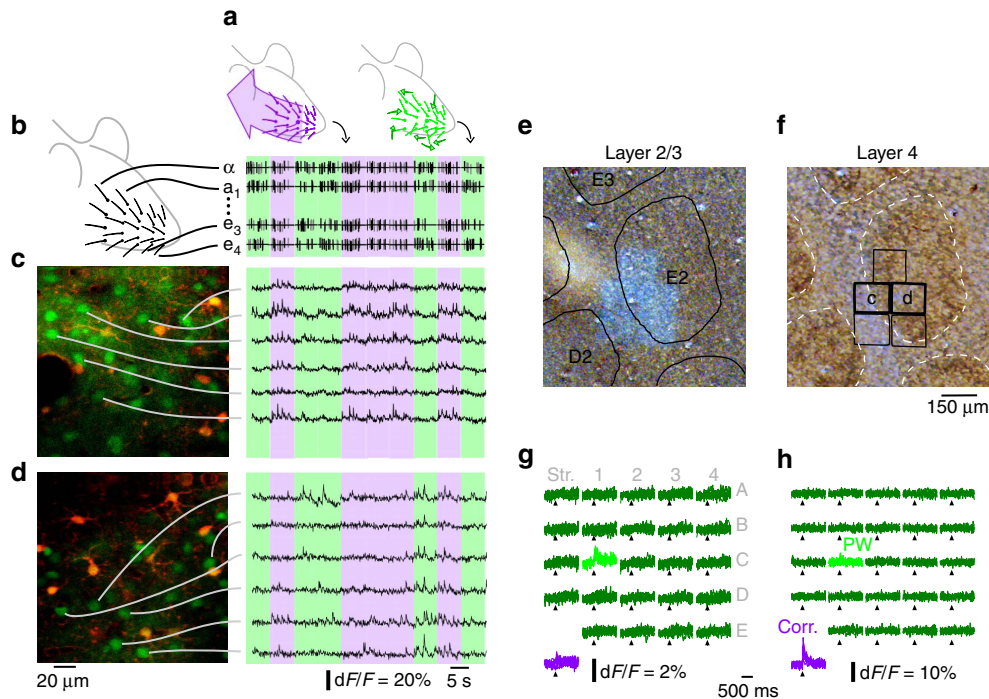 a
b
α
a1
e3
e4
c
d
20 μm
dF/F = 20%
5 s
e
Layer 2/3
E3
E2
D2
f
Layer 4
c
d
150 μm
g
Str.
1
2
3
4
A
B
C
D
E
dF/F = 2%
500 ms
h
PW
Corr.
dF/F = 10%